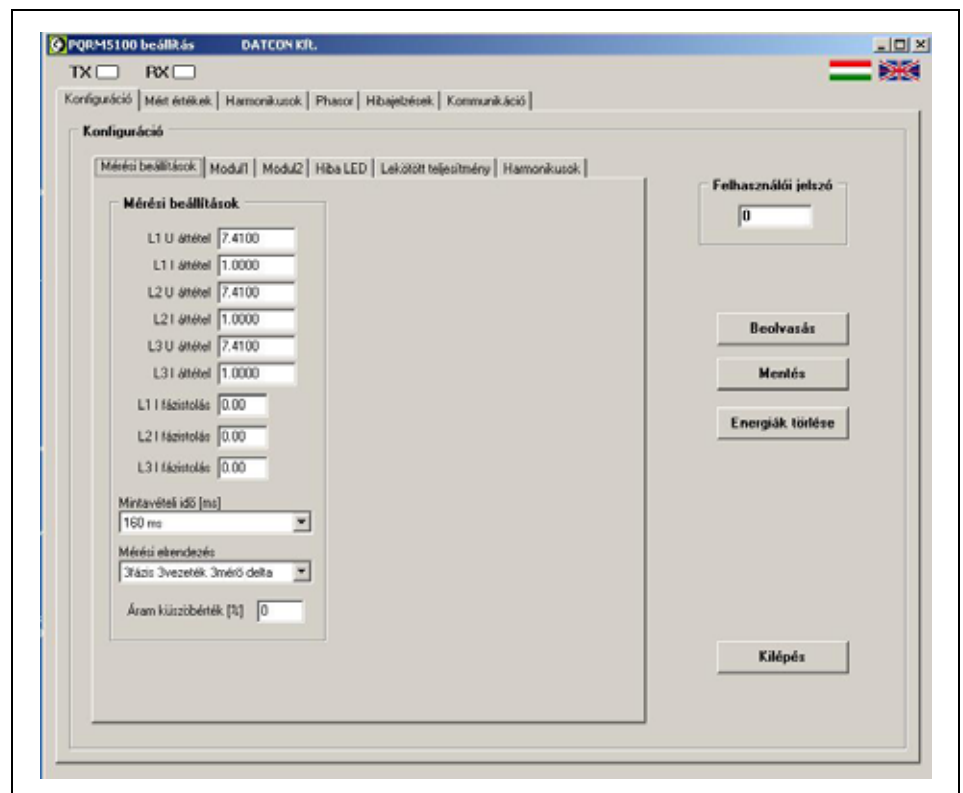 PQRM5100 beállítás DATCON Kft.
TX RX
Konfiguráció Mért értékek Harmonikusok Phasor Hibajelzések Kommunikáció
Konfiguráció
Mérési beállítások Modul1 Modul2 Hiba LED Lekötött teljesítmény Harmonikusok
Mérési beállítások
L1 U áttétel 7.4100
L1 I áttétel 1.0000
L2 U áttétel 7.4100
L2 I áttétel 1.0000
L3 U áttétel 7.4100
L3 I áttétel 1.0000
L1 I fázistolás 0.00
L2 I fázistolás 0.00
L3 I fázistolás 0.00
Mintavételi idő [ms]
160 ms
Mérési elrendezés
3fázis 3vezeték 3mérő delta
Áram küszöbérték [%] 0
Felhasználói jelszó
0
Beolvasás
Mentés
Energiák törlése
Kilépés